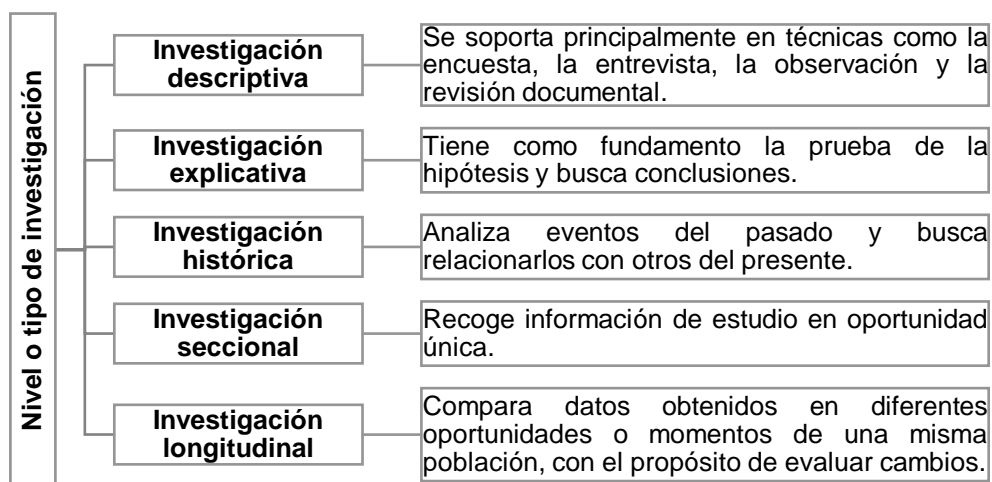 Nivel o tipo de investigación
Investigación
descriptiva
Se soporta principalmente en técnicas como la
encuesta, la entrevista, la observación y la
revisión documental.
Investigación
explicativa
Tiene como fundamento la prueba de la
hipótesis y busca conclusiones.
Investigación
histórica
Analiza eventos del pasado y busca
relacionarlos con otros del presente.
Investigación
seccional
Recoge información de estudio en oportunidad
única.
Investigación
longitudinal
Compara datos obtenidos en diferentes
oportunidades o momentos de una misma
población, con el propósito de evaluar cambios.